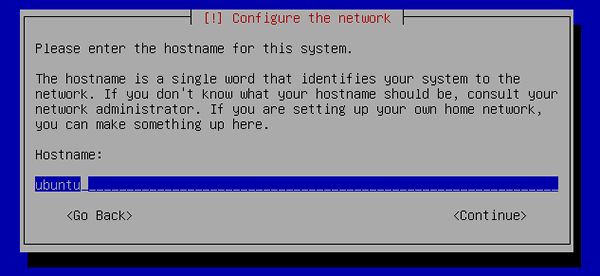 [!] Configure the network
Please enter the hostname for this system.
The hostname is a single word that identifies your system to the
network. If you don't know what your hostname should be, consult your
network administrator. If you are setting up your own home network,
you can make something up here.
Hostname:
ubuntu
<Go Back> <Continue>